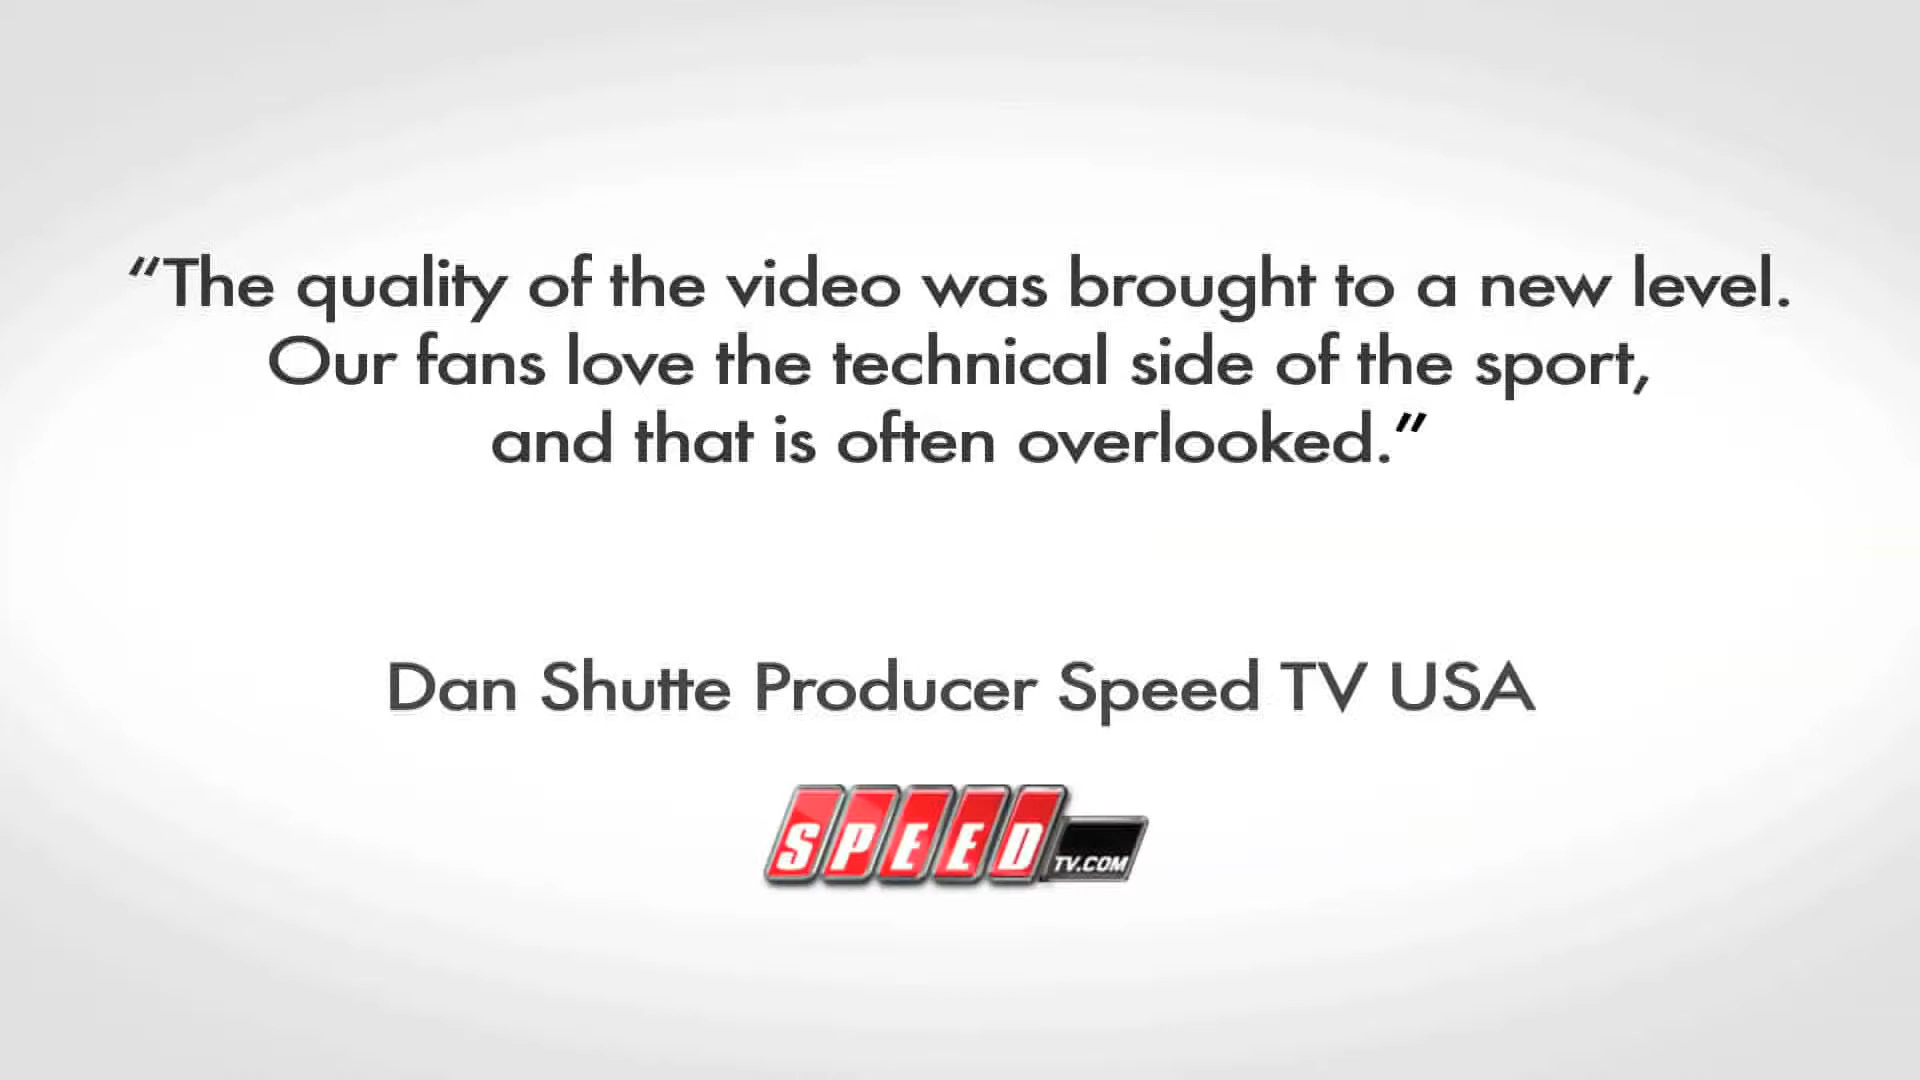 “The quality of the video was brought to a new level.
Our fans love the technical side of the sport,
and that is often overlooked.”
Dan Shutte Producer Speed TV USA
SPEED
TV.COM